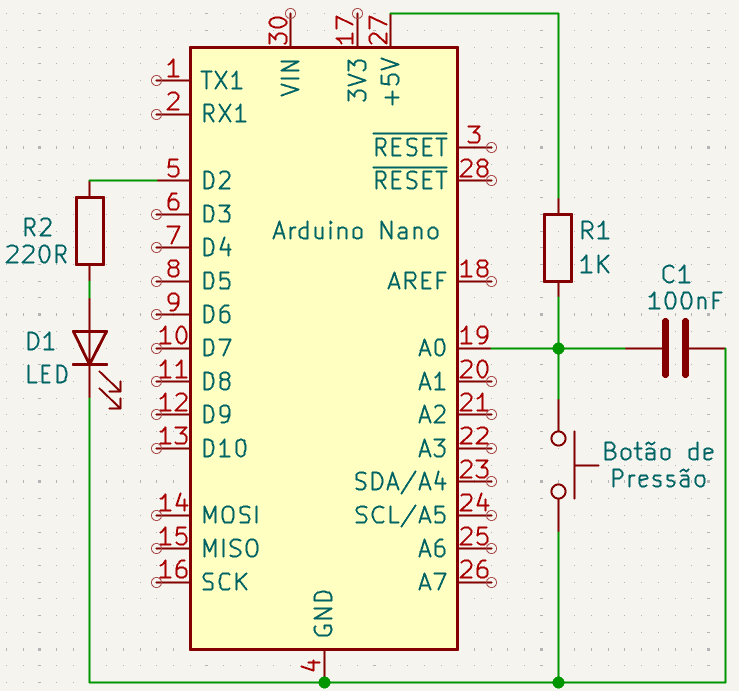 30
17
27
VIN
3V3
+5V
1
TX1
2
RX1
3
RESET
28
RESET
5
D2
6
D3
7
D4
8
D5
9
D6
10
D7
11
D8
12
D9
13
D10
14
MOSI
15
MISO
16
SCK
Arduino Nano
18
AREF
19
A0
20
A1
21
A2
22
A3
23
SDA/A4
24
SCL/A5
25
A6
26
A7
GND
4
R2
220R
D1
LED
R1
1K
C1
100nF
Botão de
Pressão